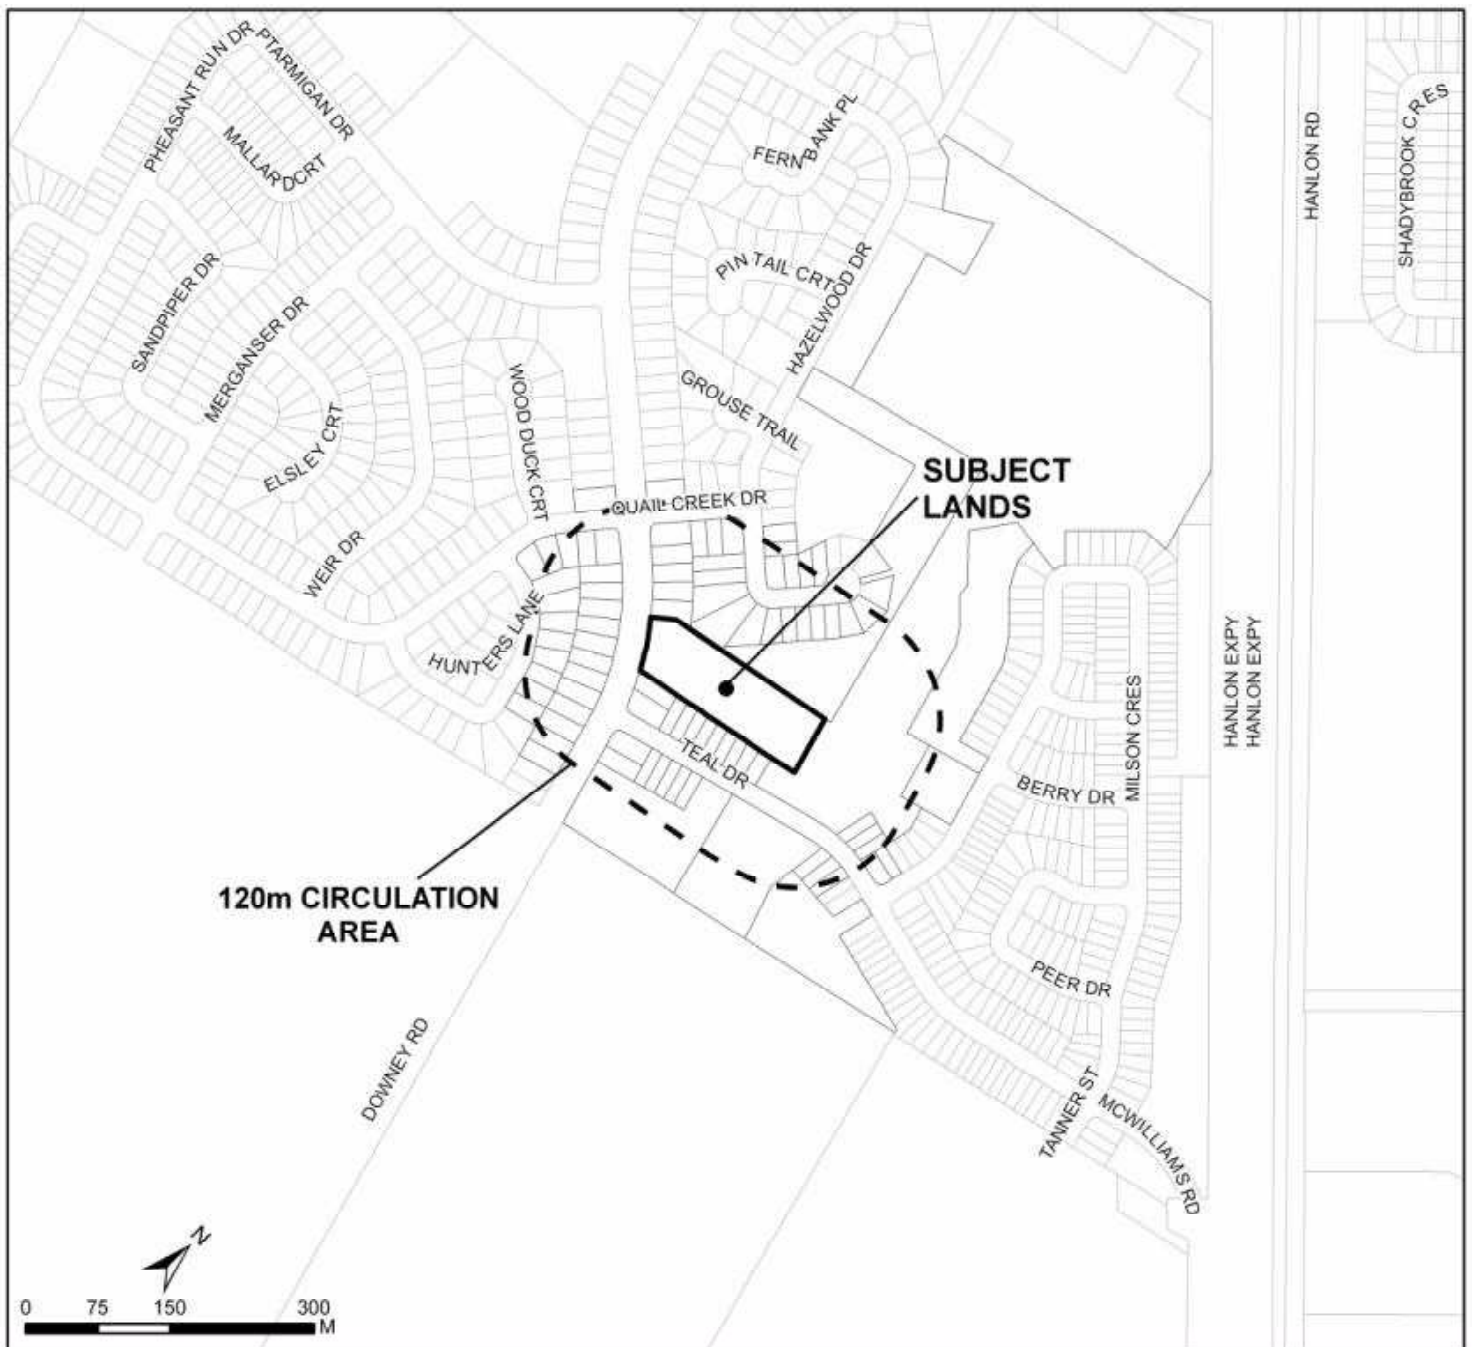 PHEASANT RUN DR
PTARMIGAN DR
MALLARD CRT
FERN BANK PL
HANLON RD
SHADYBROOK CRES
SANDPIPER DR
MERGANSER DR
PIN TAIL CRT
HAZELWOOD DR
WOOD DUCK CRT
GROUSE TRAIL
ELSLEY CRT
SUBJECT
LANDS
QUAIL CREEK DR
WEIR DR
HUNTERS LANE
HANLON EXPY
HANLON EXPY
MILSON CRES
TEAL DR
BERRY DR
120m CIRCULATION
AREA
PEER DR
DOWNEY RD
TANNER ST
MCWILLIAMS RD
N
0 75 150 300
M